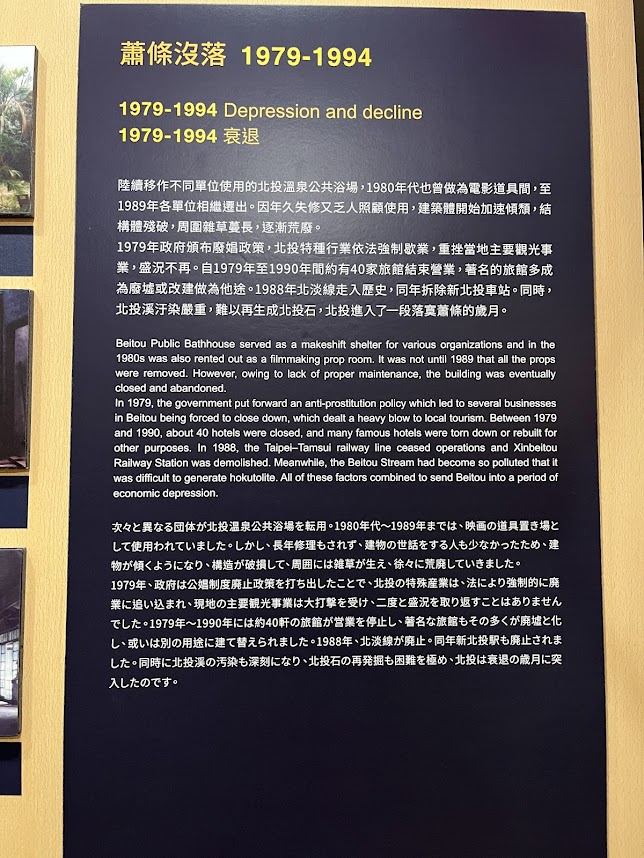 蕭條沒落 1979-1994
1979-1994 Depression and decline
1979-1994 衰退
陸續移作不同單位使用的北投溫泉公共浴場，1980年代也曾做為電影道具間，至
1989年各單位相繼遷出。因年久失修又乏人照顧使用，建築體開始加速傾頹，結
構體殘破，周圍雜草蔓長，逐漸荒廢。
1979年政府頒布廢娼政策，北投特種行業依法強制歇業，重挫當地主要觀光事
業，盛況不再。自1979年至1990年間約有40家旅館結束營業，著名的旅館多成
為廢墟或改建做為他途。1988年北淡線走入歷史，同年拆除新北投車站。同時，
北投溪汙染嚴重，難以再生成北投石，北投進入了一段落寞蕭條的歲月。
Beitou Public Bathhouse served as a makeshift shelter for various organizations and in the
1980s was also rented out as a filmmaking prop room. It was not until 1989 that all the props
were removed. However, owing to lack of proper maintenance, the building was eventually
closed and abandoned.
In 1979, the government put forward an anti-prostitution policy which led to several businesses
in Beitou being forced to close down, which dealt a heavy blow to local tourism. Between 1979
and 1990, about 40 hotels were closed, and many famous hotels were torn down or rebuilt for
other purposes. In 1988, the Taipei–Tamsui railway line ceased operations and Xinbeitou
Railway Station was demolished. Meanwhile, the Beitou Stream had become so polluted that it
was difficult to generate hokutolite. All of these factors combined to send Beitou into a period of
economic depression.
次々と異なる団体が北投温泉公共浴場を転用。1980年代～1989年までは、映画の道具置き場と
して使用われていました。しかし、長年修理もされず、建物の世話をする人も少なかったため、建
物が傾くようになり、構造が破損して、周囲には雑草が生え、徐々に荒廃していきました。
1979年、政府は公娼制度廃止政策を打ち出したことで、北投の特殊産業は、法により強制的に廃
業に追い込まれ、現地の主要観光事業は大打撃を受け、二度と盛況を取り返すことはありません
でした。1979年～1990年には約40軒の旅館が営業を停止し、著名な旅館もその多くが廃墟と化
し、或いは別の用途に建て替えられました。1988年、北淡線が廃止。同年新北投駅も廃止されま
した。同時に北投渓の汚染も深刻になり、北投石の再発掘も困難を極め、北投は衰退の歳月に突
入したのです。